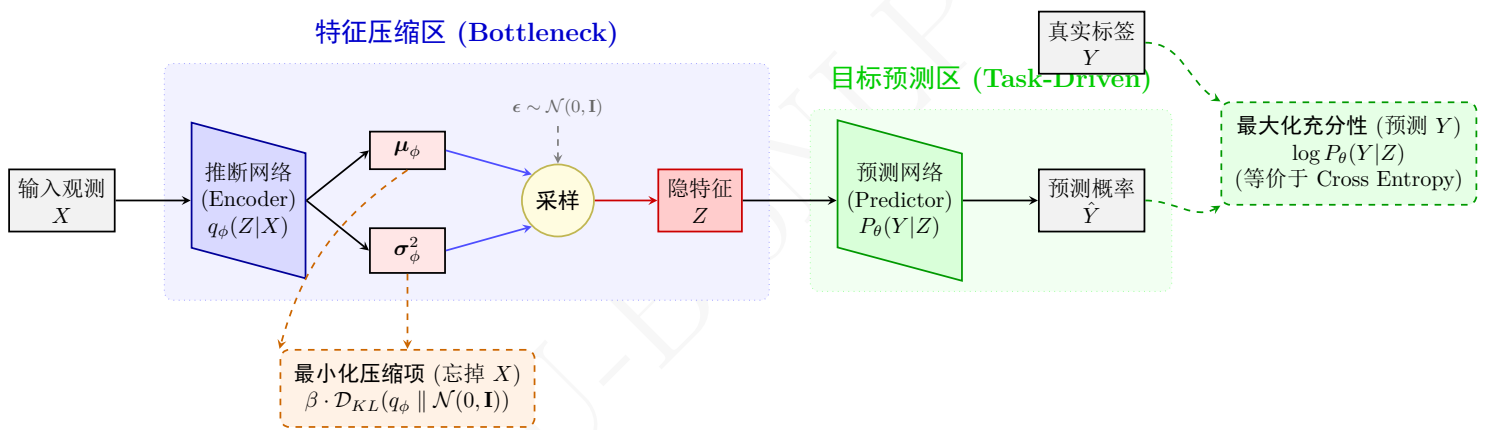 特征压缩区 (Bottleneck)
真实标签
Y
目标预测区 (Task-Driven)
ϵ ∼ 𝒩(0, I)
最大化充分性 (预测 Y)
log P_θ(Y|Z)
(等价于 Cross Entropy)
输入观测
X
推断网络
(Encoder)
q_ϕ(Z|X)
μ_ϕ
σ²_ϕ
采样
隐特征
Z
预测网络
(Predictor)
P_θ(Y|Z)
预测概率
Ŷ
最小化压缩项 (忘掉 X)
β · 𝒟_{KL}(q_ϕ ∥ 𝒩(0, I))